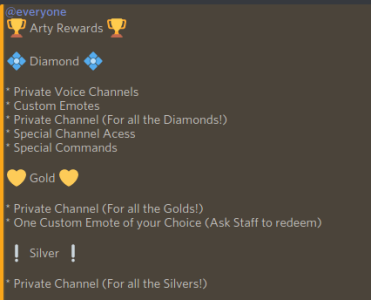 @everyone
🏆 Arty Rewards 🏆
💠 Diamond 💠
* Private Voice Channels
* Custom Emotes
* Private Channel (For all the Diamonds!)
* Special Channel Acess
* Special Commands
💛 Gold 💛
* Private Channel (For all the Golds!)
* One Custom Emote of your Choice (Ask Staff to redeem)
❕ Silver ❕
* Private Channel (For all the Silvers!)